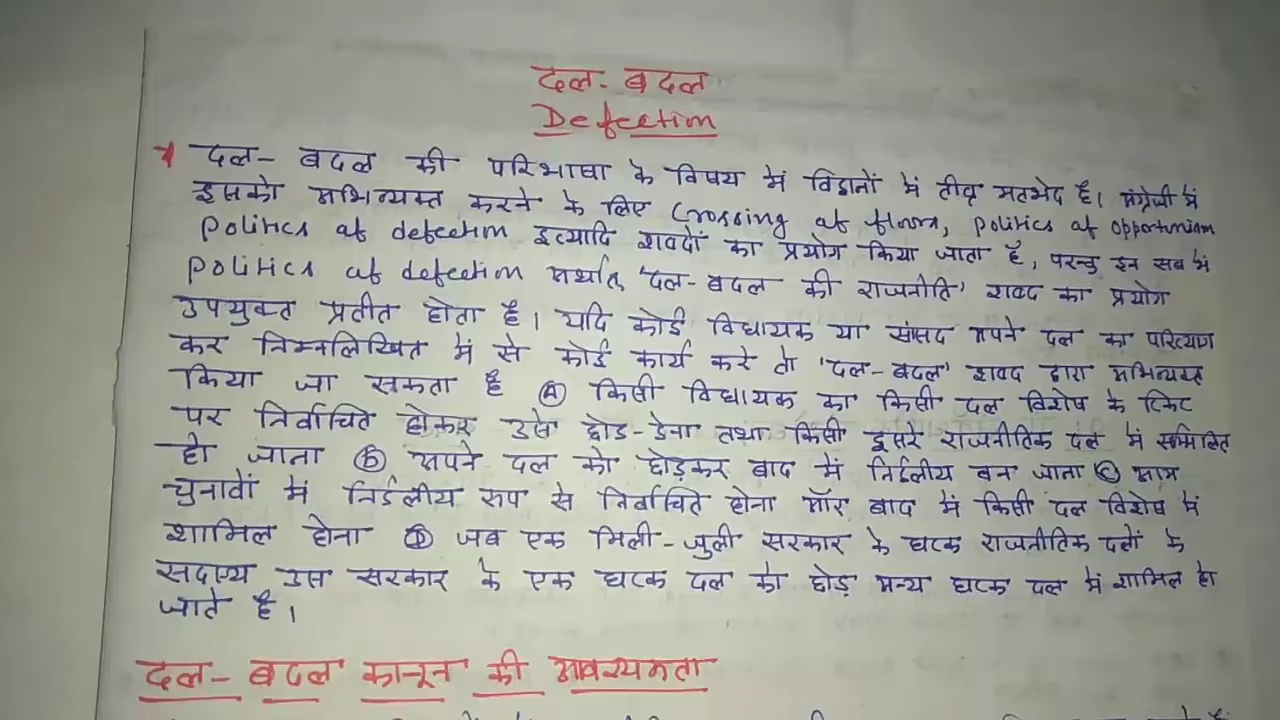 दल-बदल
Defection
दल-बदल की परिभाषा के विषय में विद्वानों में तीव्र मतभेद है। अंग्रेजी में
इसको अभिव्यक्त करने के लिए Crossing of floors, politics of opportunism
politics of defection इत्यादि शब्दों का प्रयोग किया जाता है, परन्तु इन सब में
politics of defection अर्थात् 'दल-बदल की राजनीति' शब्द का प्रयोग
उपयुक्त प्रतीत होता है। यदि कोई विधायक या सांसद अपने दल का परित्याग
कर निम्नलिखित में से कोई कार्य करे तो 'दल-बदल' शब्द द्वारा अभिव्यक्त
किया जा सकता है (A) किसी विधायक का किसी दल विशेष के टिकट
पर निर्वाचित होकर उसे छोड-देना तथा किसी दूसरे राजनीतिक दल में सम्मिलित
हो जाना (B) अपने दल को छोड़कर बाद में निर्दलीय बन जाना (C) आम
चुनावों में निर्दलीय रूप से निर्वाचित होना और बाद में किसी दल विशेष में
शामिल होना (D) जब एक मिली-जुली सरकार के घटक राजनीतिक दलों के
सदस्य उस सरकार के एक घटक दल को छोड़ अन्य घटक दल में शामिल हो
जाते है।
दल-बदल कानून की आवश्यकता